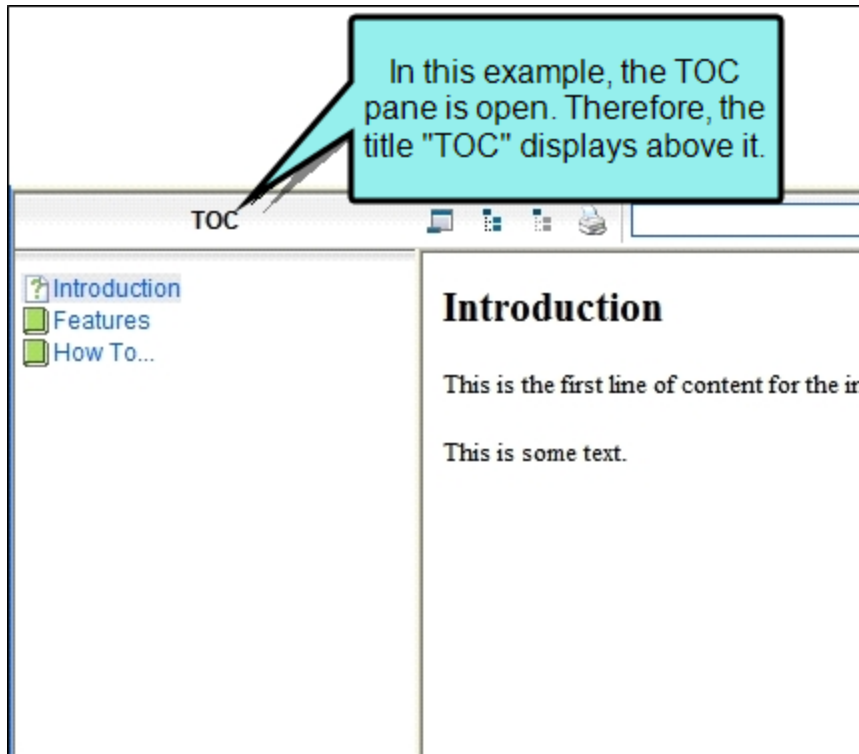 In this example, the TOC
pane is open. Therefore, the
title "TOC" displays above it.
TOC
Introduction
Features
How To...
Introduction
This is the first line of content for the
This is some text.